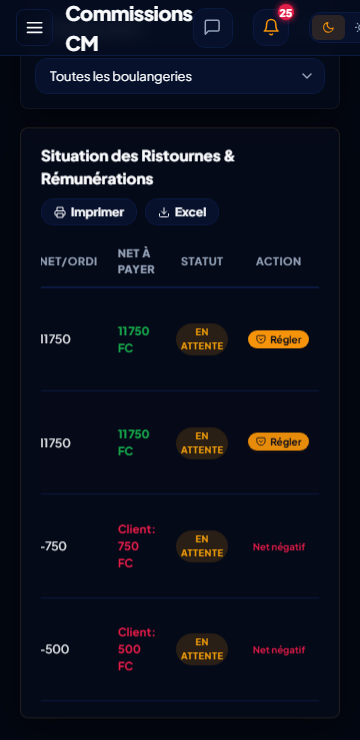 Commissions
CM
25
Toutes les boulangeries
Situation des Ristournes &
Rémunérations
Imprimer
Excel
NET/ORDI
NET À
PAYER
STATUT
ACTION
11750
11750
FC
EN
ATTENTE
Régler
11750
11750
FC
EN
ATTENTE
Régler
-750
Client:
750
FC
EN
ATTENTE
Net négatif
-500
Client:
500
FC
EN
ATTENTE
Net négatif